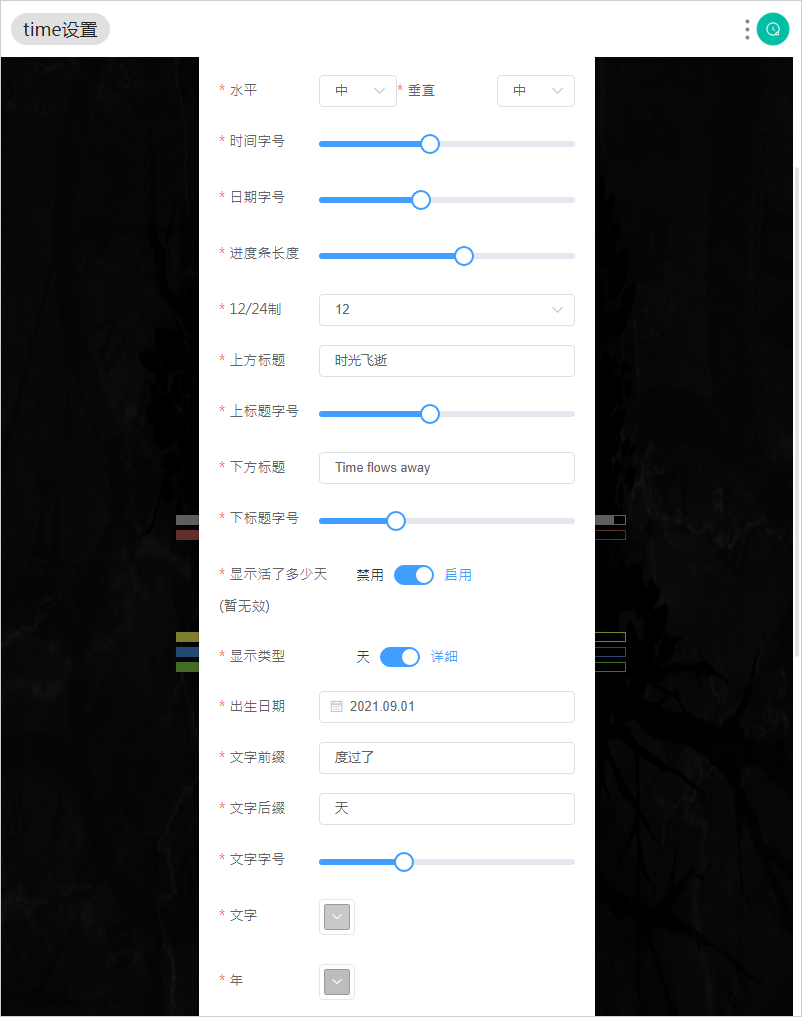 time设置
* 水平 中 * 垂直 中
* 时间字号
* 日期字号
* 进度条长度
* 12/24制 12
* 上方标题 时光飞逝
* 上标题字号
* 下方标题 Time flows away
* 下标题字号
* 显示活了多少天 禁用 启用
(暂无效)
* 显示类型 天 详细
* 出生日期 2021.09.01
* 文字前缀 度过了
* 文字后缀 天
* 文字字号
* 文字
* 年